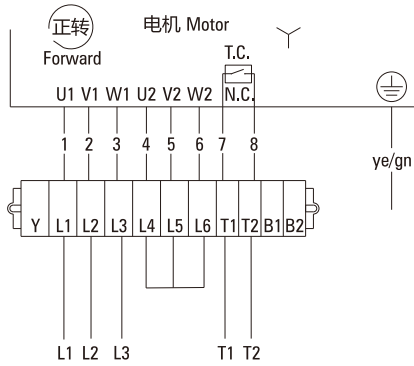 正转 电机 Motor
Forward T.C.
U1 V1 W1 U2 V2 W2 N.C.
1 2 3 4 5 6 7 8
ye/gn
Y L1 L2 L3 L4 L5 L6 T1 T2 B1 B2
L1 L2 L3 T1 T2